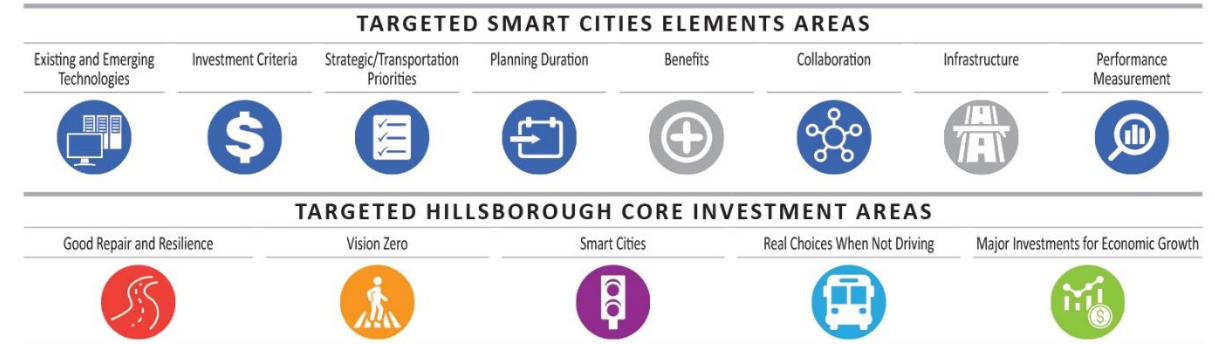 TARGETED SMART CITIES ELEMENTS AREAS
Existing and Emerging
Technologies
Investment Criteria
Strategic/Transportation
Priorities
Planning Duration
Benefits
Collaboration
Infrastructure
Performance
Measurement
$
TARGETED HILLSBOROUGH CORE INVESTMENT AREAS
Good Repair and Resilience
Vision Zero
Smart Cities
Real Choices When Not Driving
Major Investments for Economic Growth
$